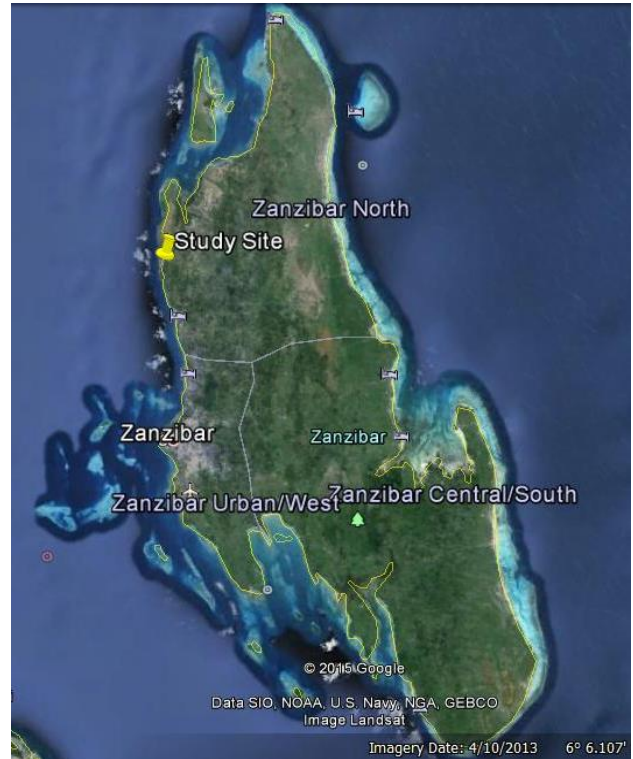 Zanzibar North
Study Site
Zanzibar
Zanzibar
Zanzibar Urban/West
Zanzibar Central/South
© 2015 Google
Data SIO, NOAA, U.S. Navy, NGA, GEBCO
Image Landsat
Imagery Date: 4/10/2013 6° 6.107'